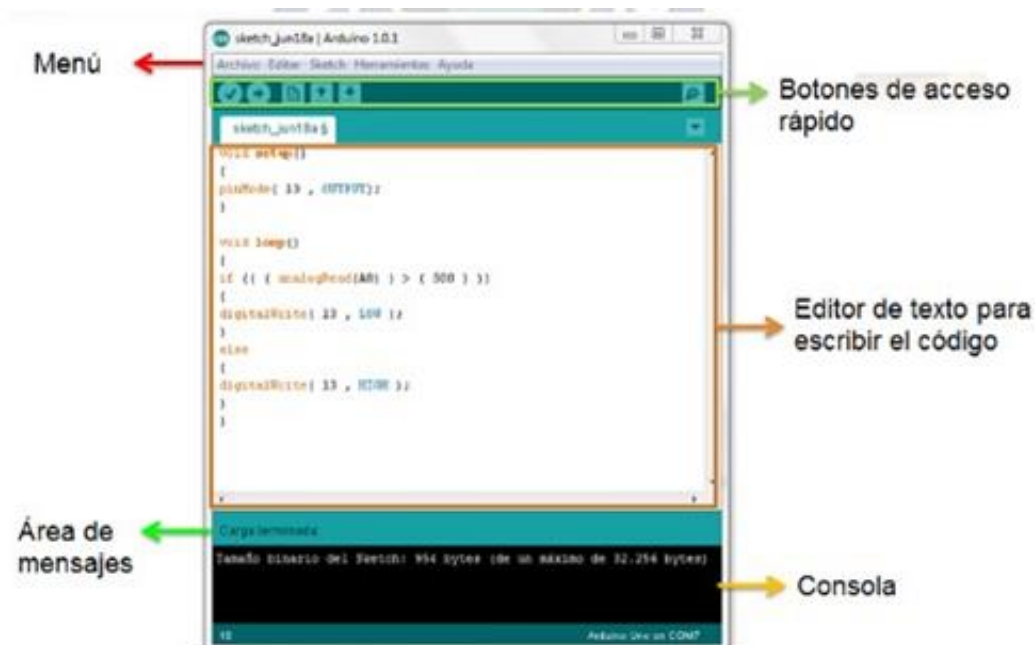 sketch_jun18a | Arduino 1.0.1
Menú
Archivo Editar Sketch Herramientas Ayuda
Botones de acceso
rápido
sketch_jun18a §
void setup()
{
pinMode( 13 , OUTPUT);
}
void loop()
{
if (( ( analogRead(A0) ) > ( 500 ) ))
{
digitalWrite( 13 , LOW );
}
else
{
digitalWrite( 13 , HIGH );
}
}
Editor de texto para
escribir el código
Área de
mensajes
Carga terminada
Tamaño binario del Sketch: 954 bytes (de un máximo de 32.256 bytes)
Consola
Arduino Uno on COM7